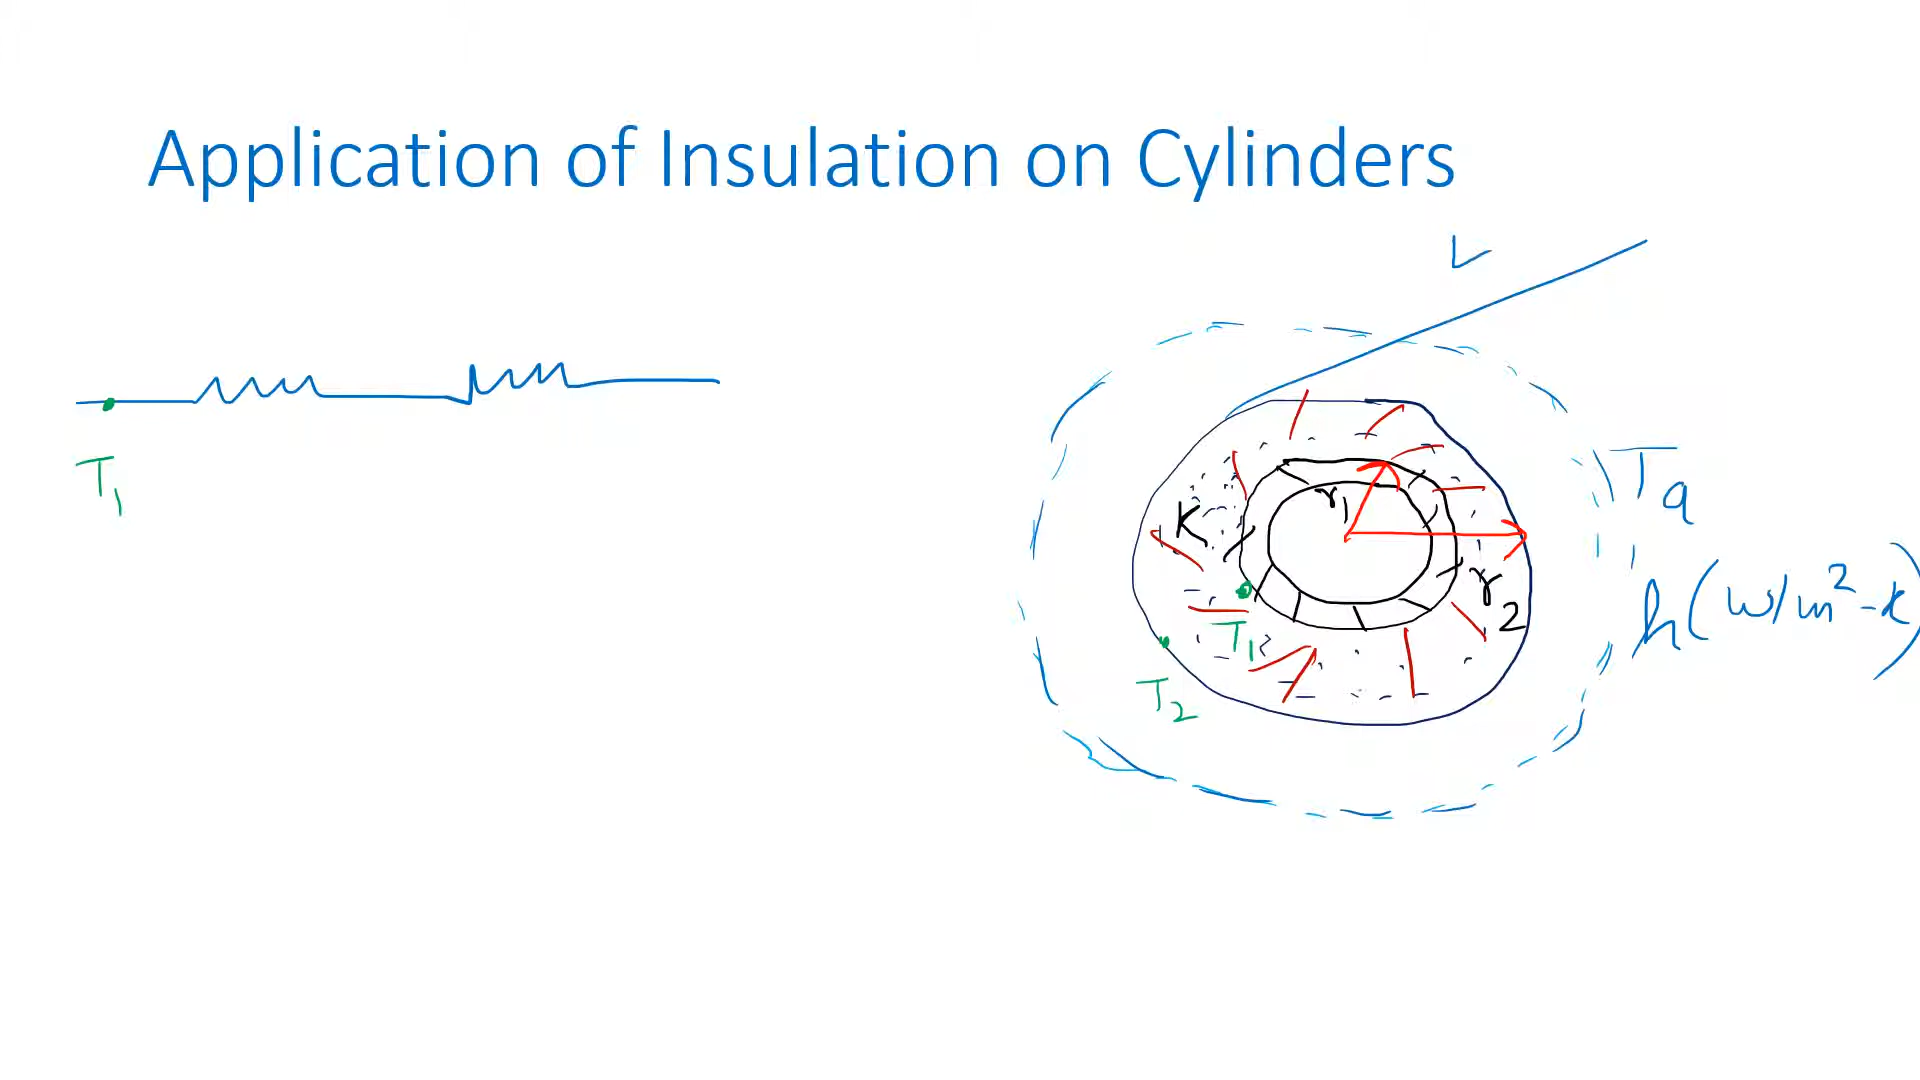 Application of Insulation on Cylinders
L
T1
K
r1
r2
T1
T2
Ta
h(W/m²-K)